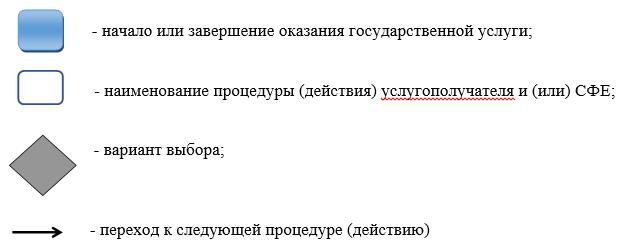 - начало или завершение оказания государственной услуги;
- наименование процедуры (действия) услугополучателя и (или) СФЕ;
- вариант выбора;
- переход к следующей процедуре (действию)